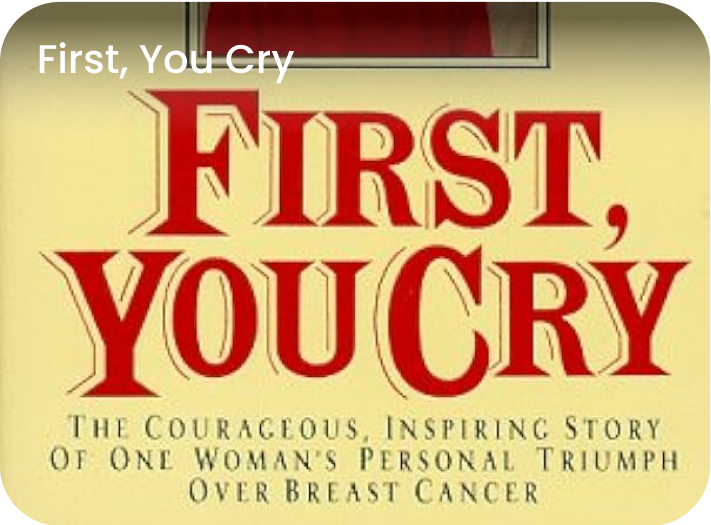 First, You Cry
FIRST,
YOU CRY
THE COURAGEOUS, INSPIRING STORY
OF ONE WOMAN'S PERSONAL TRIUMPH
OVER BREAST CANCER